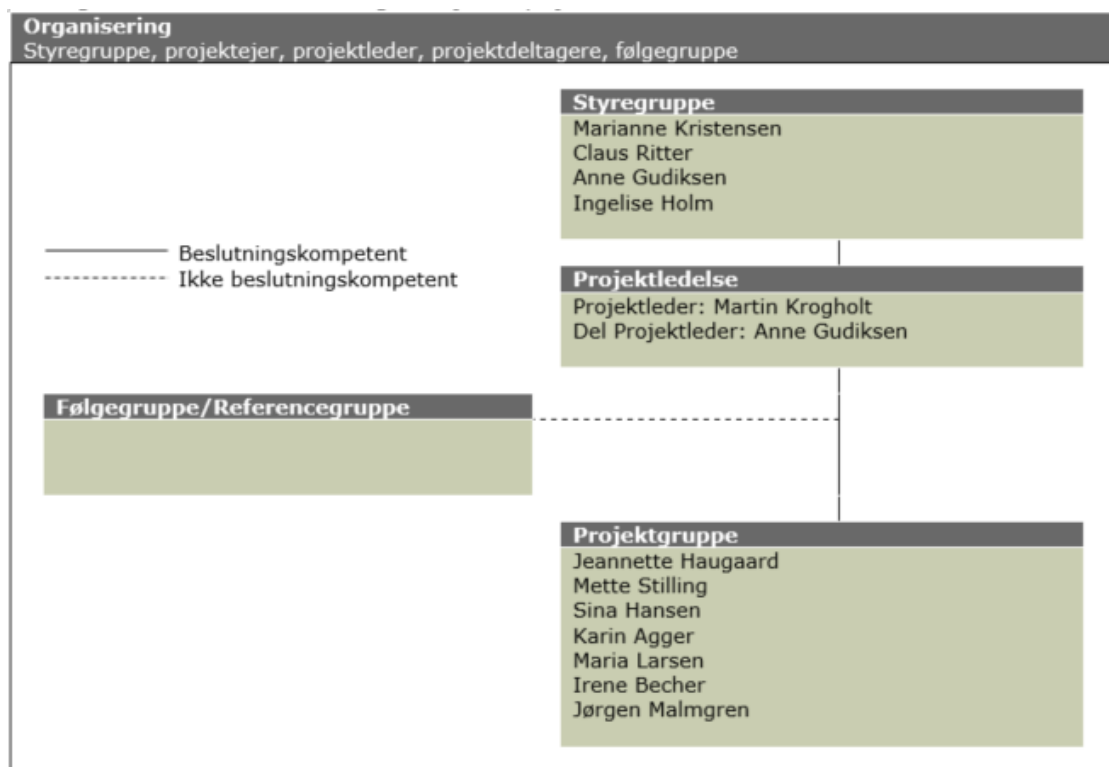 Organisering
Styregruppe, projektejer, projektleder, projektdeltagere, følgegruppe
Styregruppe
Marianne Kristensen
Claus Ritter
Anne Gudiksen
Ingelise Holm
Beslutningskompetent
Ikke beslutningskompetent
Projektledelse
Projektleder: Martin Krogholt
Del Projektleder: Anne Gudiksen
Følgegruppe/Referencegruppe
Projektgruppe
Jeannette Haugaard
Mette Stilling
Sina Hansen
Karin Agger
Maria Larsen
Irene Becher
Jørgen Malmgren